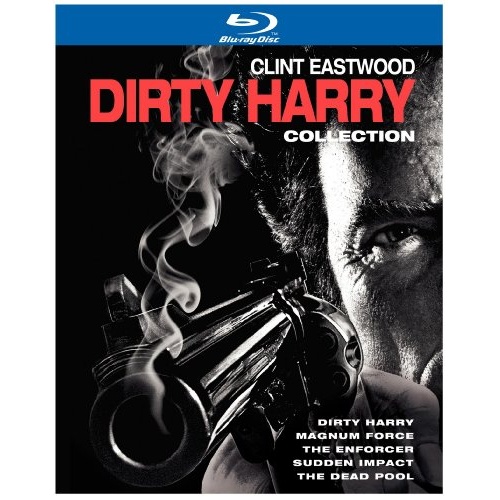 Blu-ray Disc
CLINT EASTWOOD
DIRTY HARRY
COLLECTION
DIRTY HARRY
MAGNUM FORCE
THE ENFORCER
SUDDEN IMPACT
THE DEAD POOL